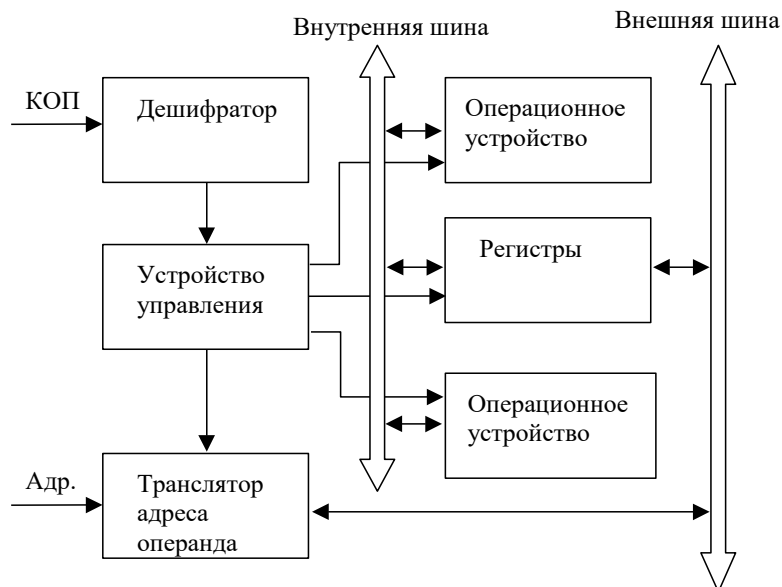 Внутренняя шина
Внешняя шина
КОП
Дешифратор
Операционное
устройство
Устройство
управления
Регистры
Операционное
устройство
Адр.
Транслятор
адреса
операнда